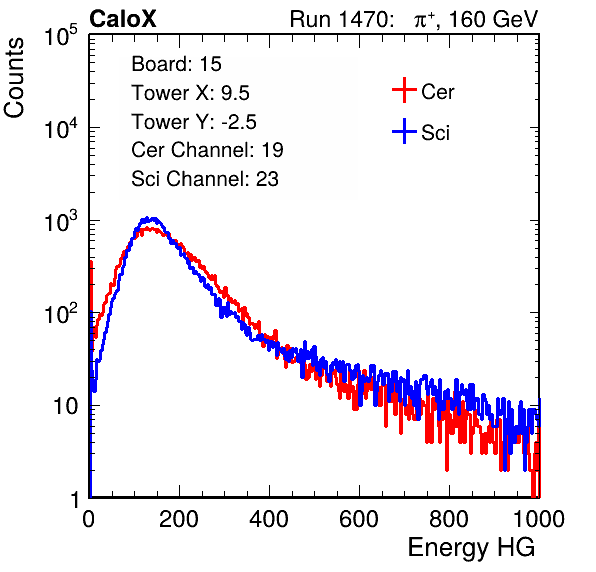 CaloX Run 1470: π⁺, 160 GeV
Counts
10⁵
10⁴
10³
10²
10
1
Board: 15
Tower X: 9.5
Tower Y: -2.5
Cer Channel: 19
Sci Channel: 23
Cer
Sci
0 200 400 600 800 1000
Energy HG